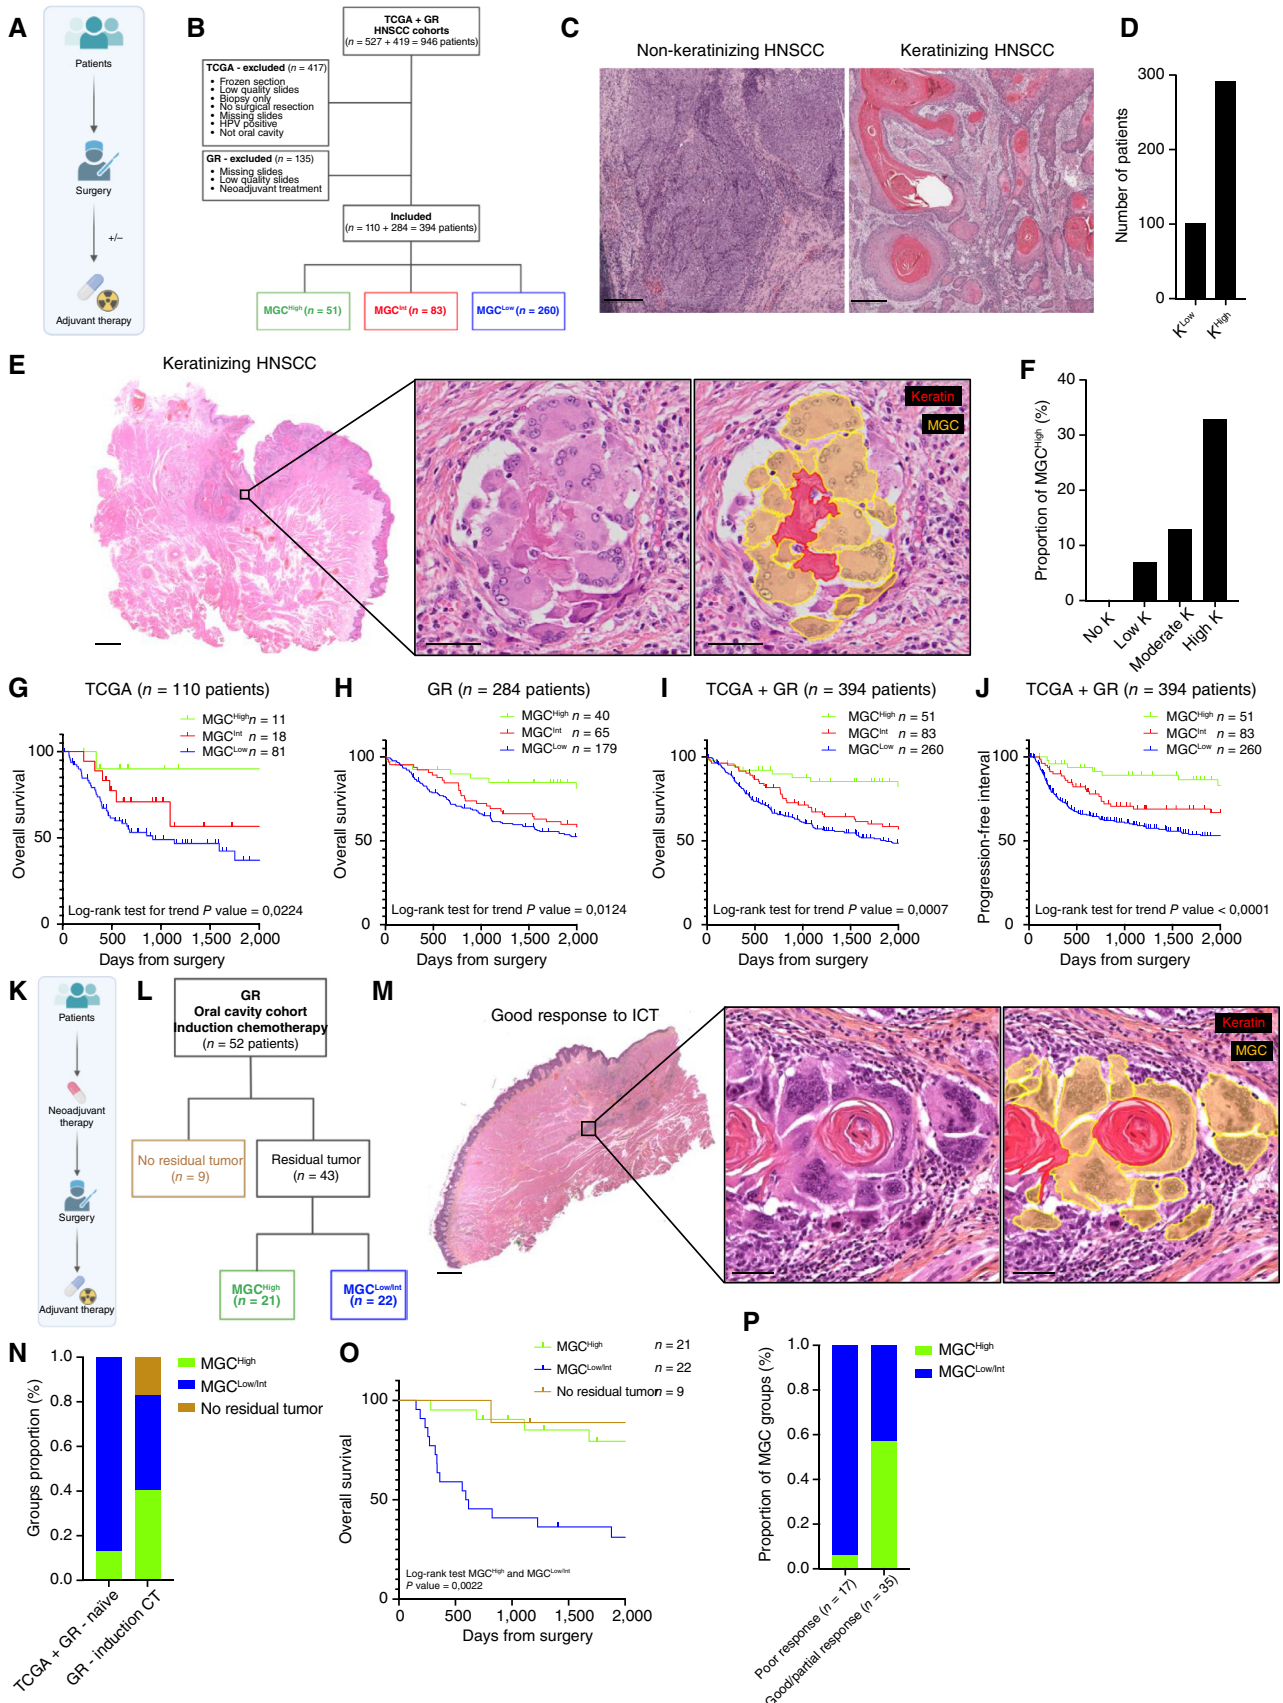 A
Patients
Surgery
+/–
Adjuvant therapy
B
TCGA + GR
HNSCC cohorts
(n = 527 + 419 = 946 patients)
TCGA - excluded (n = 417)
• Frozen section
• Low quality slides
• Biopsy only
• No surgical resection
• Missing slides
• HPV positive
• Not oral cavity
GR - excluded (n = 135)
• Missing slides
• Low quality slides
• Neoadjuvant treatment
Included
(n = 110 + 284 = 394 patients)
MGCHigh (n = 51)
MGCInt (n = 83)
MGCLow (n = 260)
C
Non-keratinizing HNSCC
Keratinizing HNSCC
D
Number of patients
300
200
100
0
KLow
KHigh
E
Keratinizing HNSCC
Keratin
MGC
F
Proportion of MGCHigh (%)
40
30
20
10
0
No K
Low K
Moderate K
High K
G
TCGA (n = 110 patients)
MGCHigh n = 11
MGCInt n = 18
MGCLow n = 81
Overall survival
100
50
0
Log-rank test for trend P value = 0,0224
0 500 1,000 1,500 2,000
Days from surgery
H
GR (n = 284 patients)
MGCHigh n = 40
MGCInt n = 65
MGCLow n = 179
Overall survival
100
50
0
Log-rank test for trend P value = 0,0124
0 500 1,000 1,500 2,000
Days from surgery
I
TCGA + GR (n = 394 patients)
MGCHigh n = 51
MGCInt n = 83
MGCLow n = 260
Overall survival
100
50
0
Log-rank test for trend P value = 0,0007
0 500 1,000 1,500 2,000
Days from surgery
J
TCGA + GR (n = 394 patients)
MGCHigh n = 51
MGCInt n = 83
MGCLow n = 260
Progression-free interval
100
50
0
Log-rank test for trend P value < 0,0001
0 500 1,000 1,500 2,000
Days from surgery
K
Patients
Neoadjuvant
therapy
Surgery
Adjuvant therapy
L
GR
Oral cavity cohort
Induction chemotherapy
(n = 52 patients)
No residual tumor
(n = 9)
Residual tumor
(n = 43)
MGCHigh
(n = 21)
MGCLow/Int
(n = 22)
M
Good response to ICT
Keratin
MGC
N
Groups proportion (%)
1.0
0.8
0.6
0.4
0.2
0.0
MGCHigh
MGCLow/Int
No residual tumor
TCGA + GR - naïve
GR - induction CT
O
MGCHigh n = 21
MGCLow/Int n = 22
No residual tumor n = 9
Overall survival
100
50
0
Log-rank test MGCHigh and MGCLow/Int
P value = 0,0022
0 500 1,000 1,500 2,000
Days from surgery
P
Proportion of MGC groups (%)
1.0
0.8
0.6
0.4
0.2
0.0
MGCHigh
MGCLow/Int
Poor response (n = 17)
Good/partial response (n = 35)